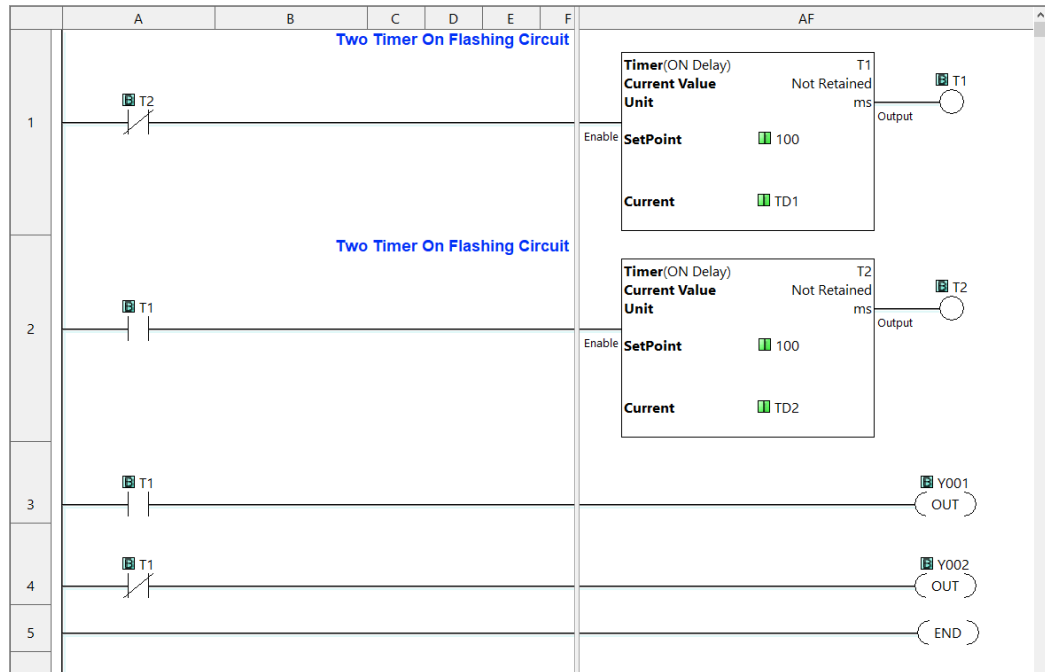 A B C D E F AF
Two Timer On Flashing Circuit
1
T2
Timer(ON Delay) T1
Current Value Not Retained
Unit ms
Enable SetPoint 100
Current TD1
T1
Output
Two Timer On Flashing Circuit
2
T1
Timer(ON Delay) T2
Current Value Not Retained
Unit ms
Enable SetPoint 100
Current TD2
T2
Output
3
T1
Y001
OUT
4
T1
Y002
OUT
5
END